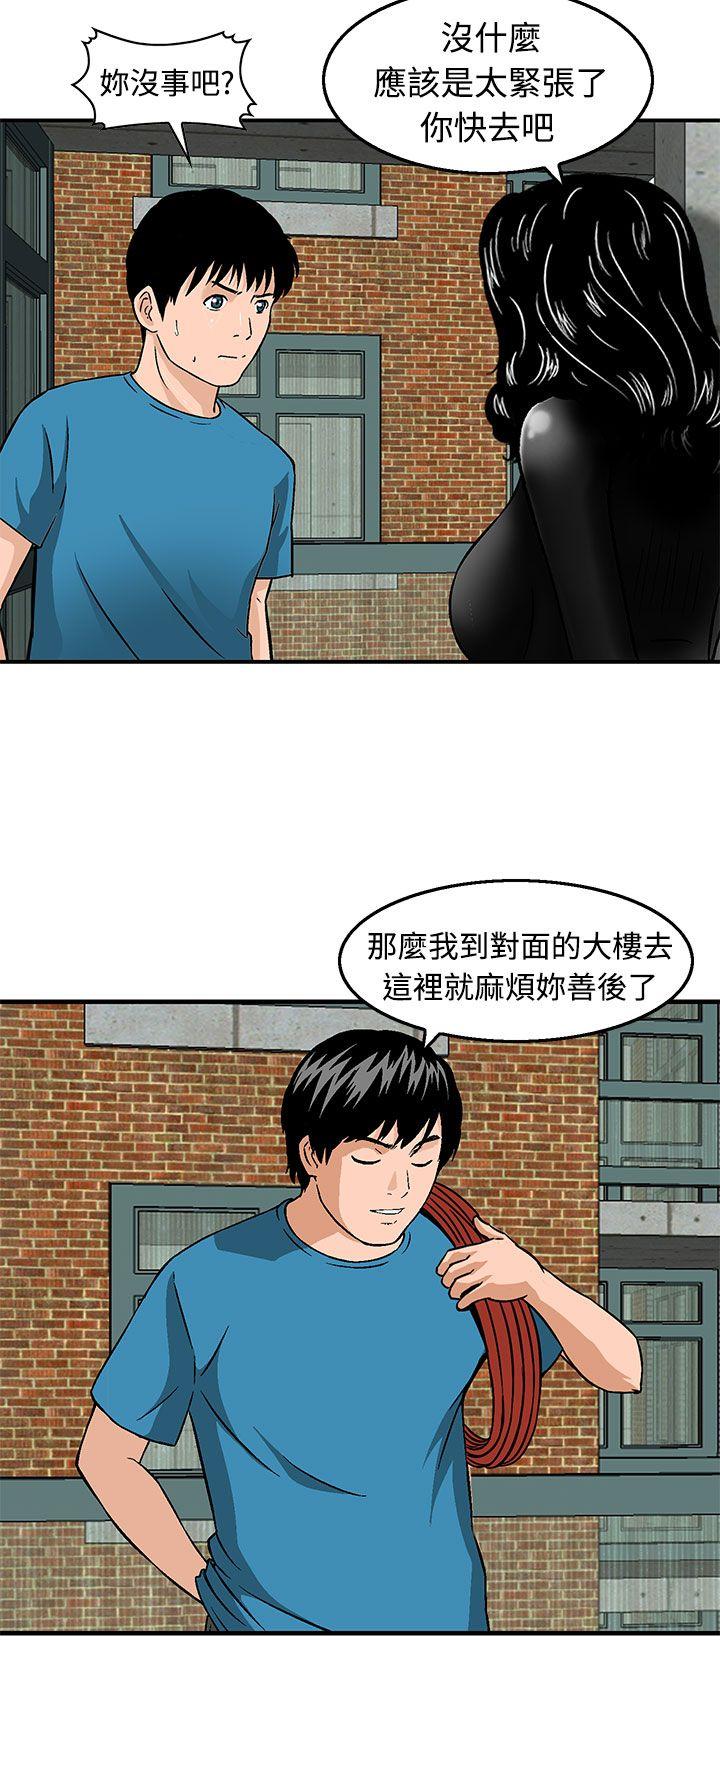 妳沒事吧?
沒什麼
應該是太緊張了
你快去吧
那麼我到對面的大樓去
這裡就麻煩妳善後了